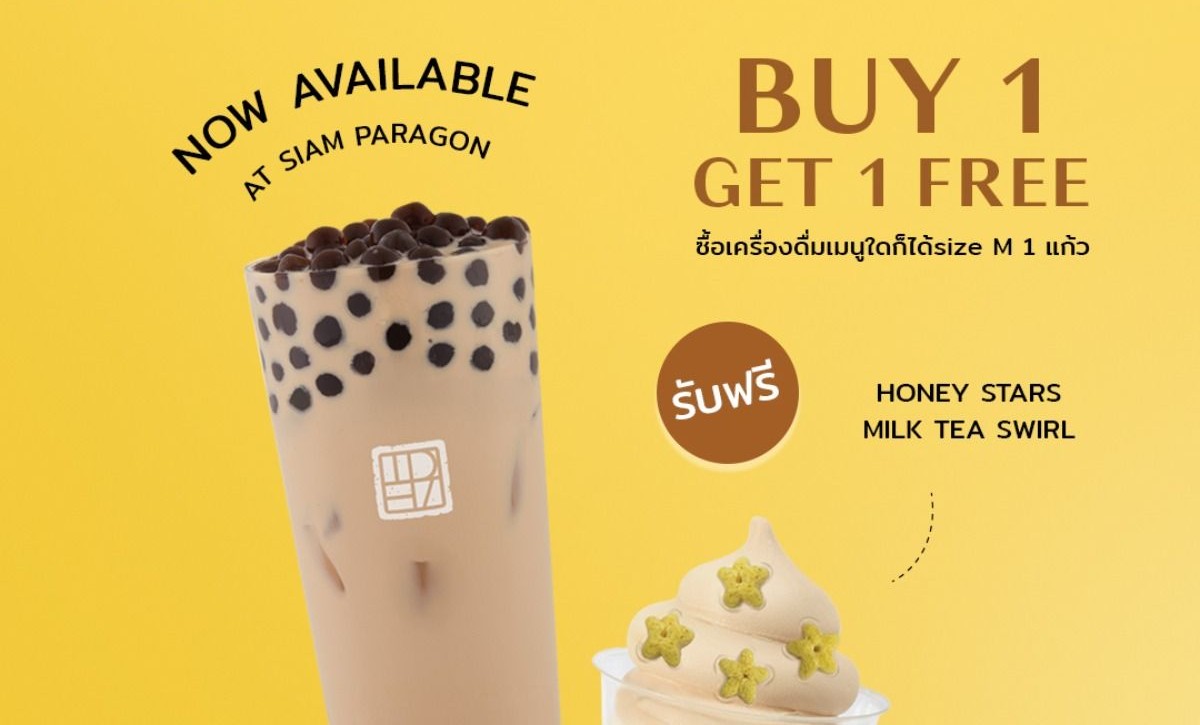 NOW AVAILABLE
AT SIAM PARAGON
BUY 1
GET 1 FREE
ซื้อเครื่องดื่มเมนูใดก็ได้size M 1 แก้ว
รับฟรี
HONEY STARS
MILK TEA SWIRL